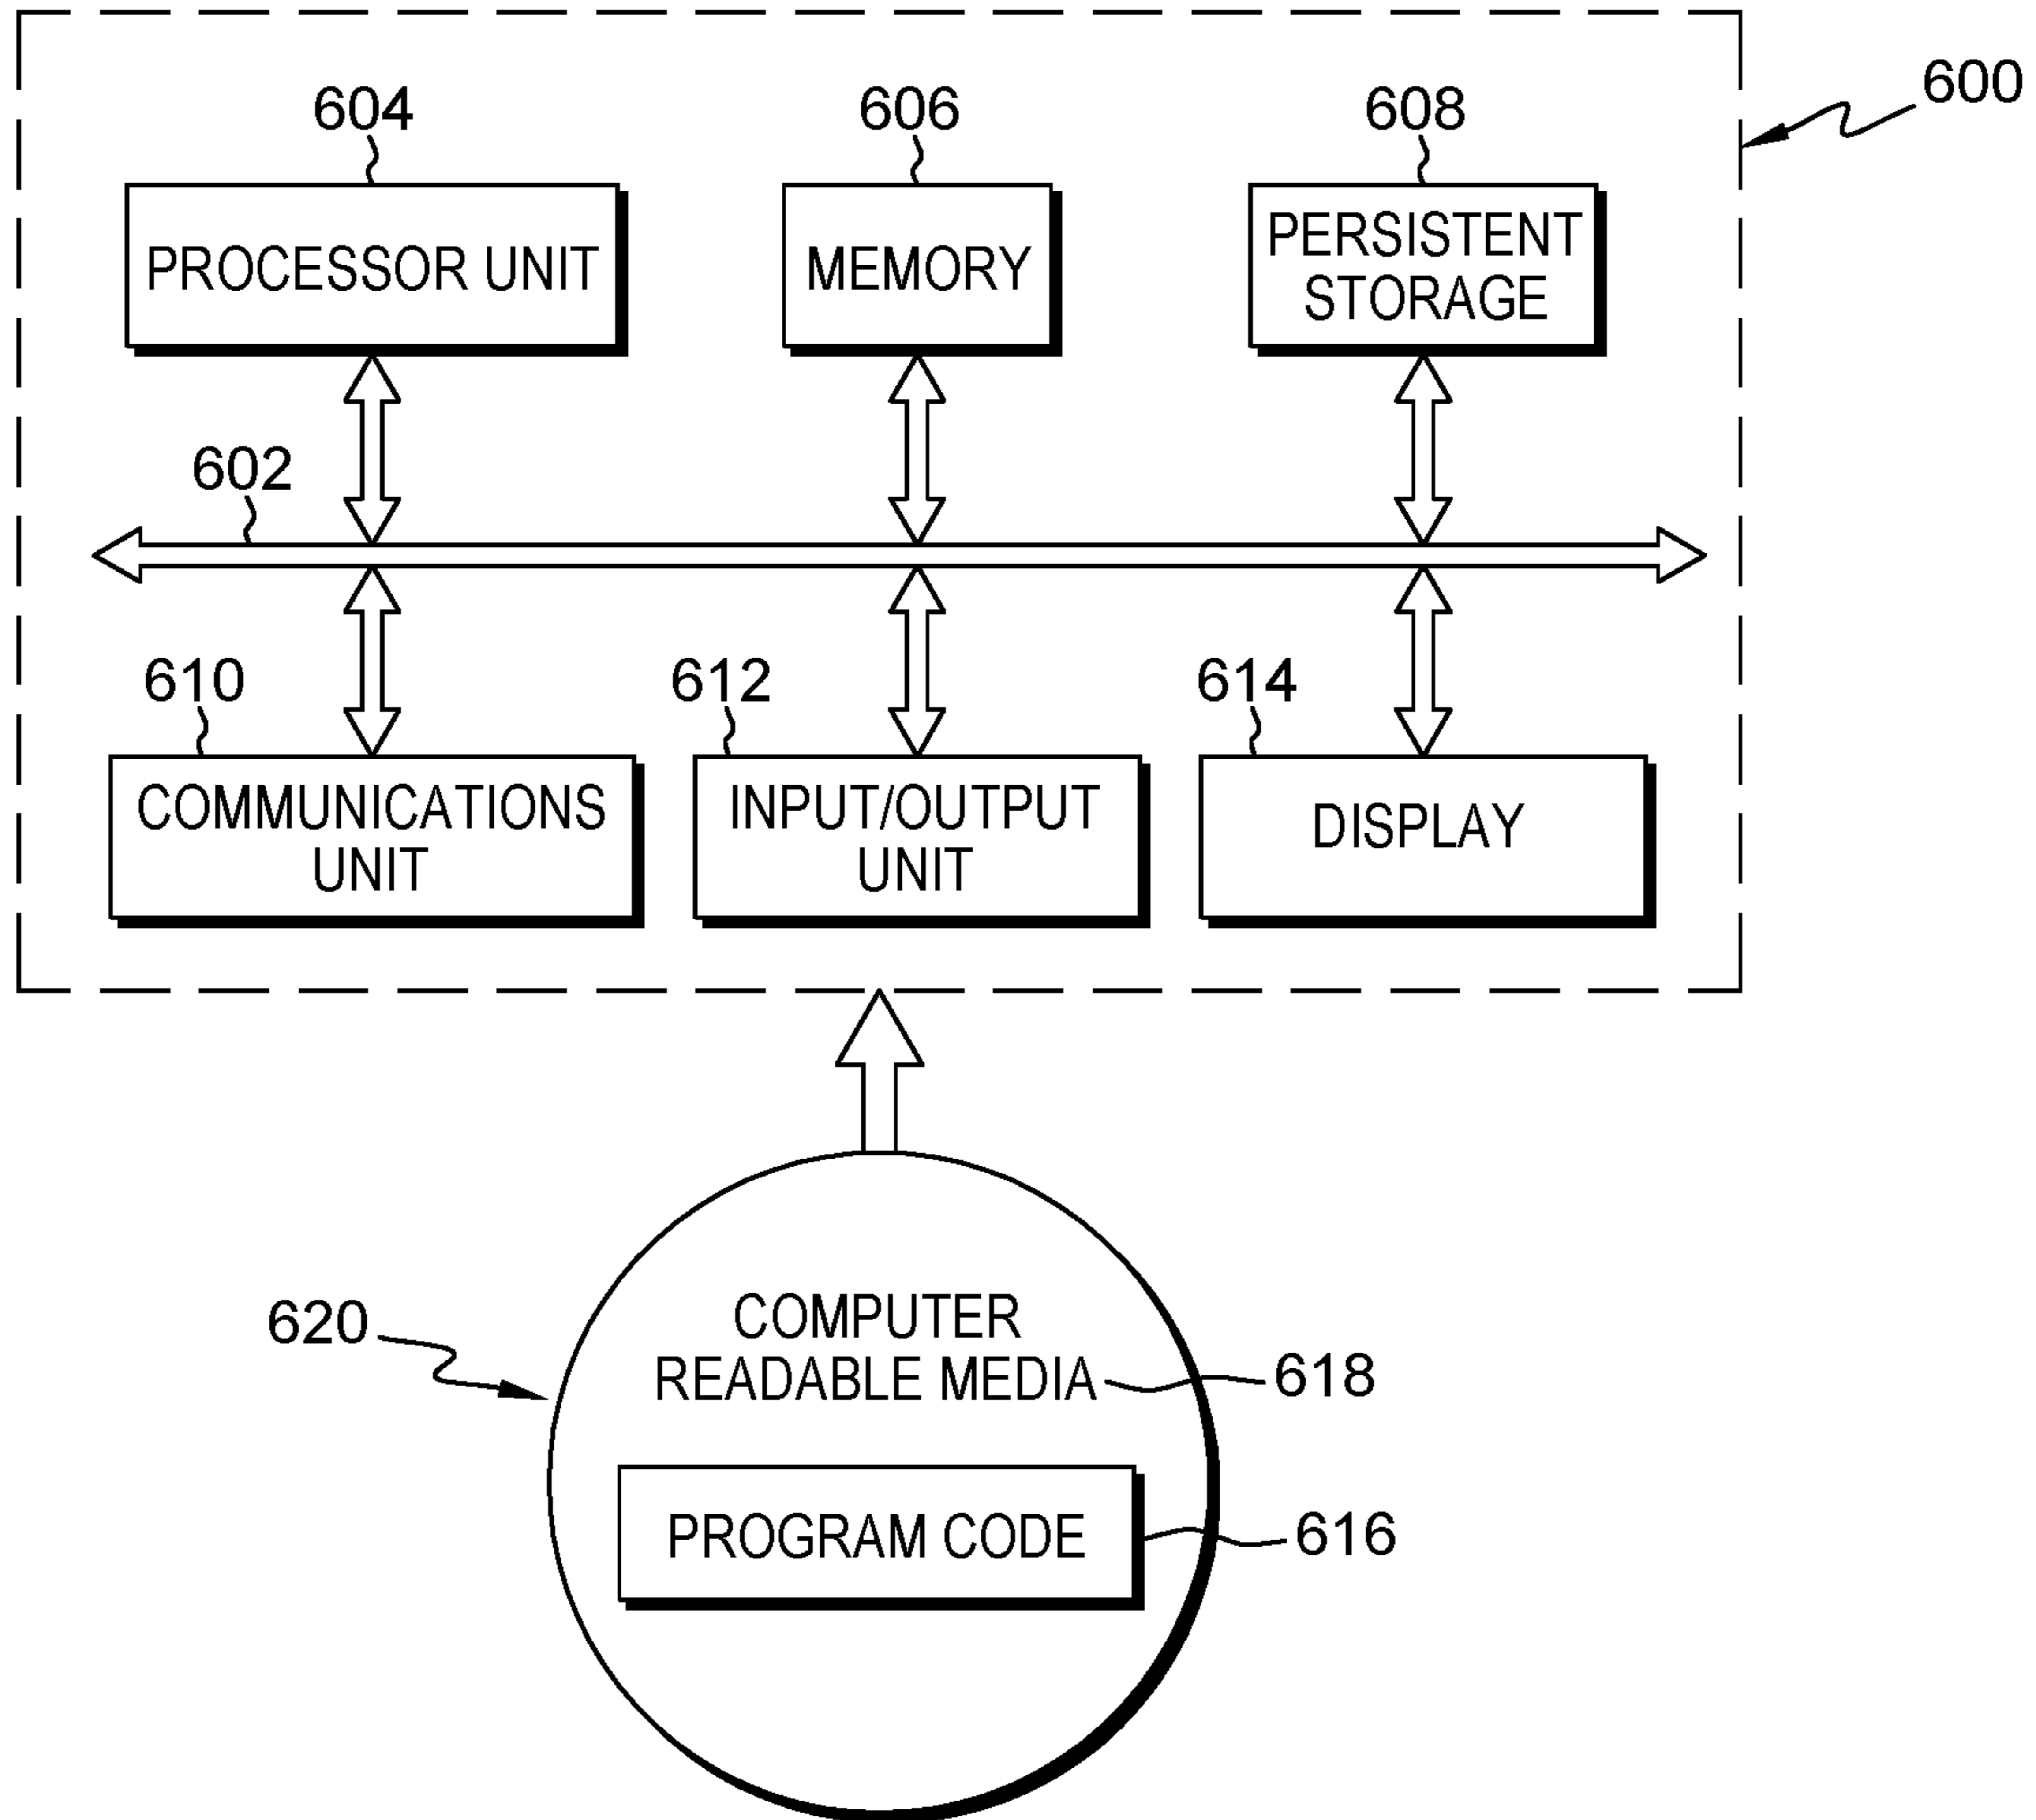 600
604
606
608
PROCESSOR UNIT
MEMORY
PERSISTENT
STORAGE
602
610
612
614
COMMUNICATIONS
UNIT
INPUT/OUTPUT
UNIT
DISPLAY
620
COMPUTER
READABLE MEDIA
618
PROGRAM CODE
616